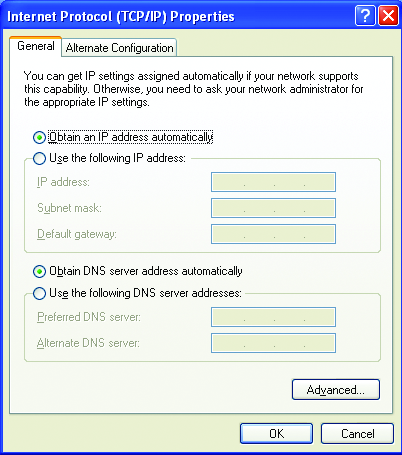 Internet Protocol (TCP/IP) Properties
General
Alternate Configuration
You can get IP settings assigned automatically if your network supports
this capability. Otherwise, you need to ask your network administrator for
the appropriate IP settings.
Obtain an IP address automatically
Use the following IP address:
IP address:
Subnet mask:
Default gateway:
Obtain DNS server address automatically
Use the following DNS server addresses:
Preferred DNS server:
Alternate DNS server:
Advanced...
OK
Cancel